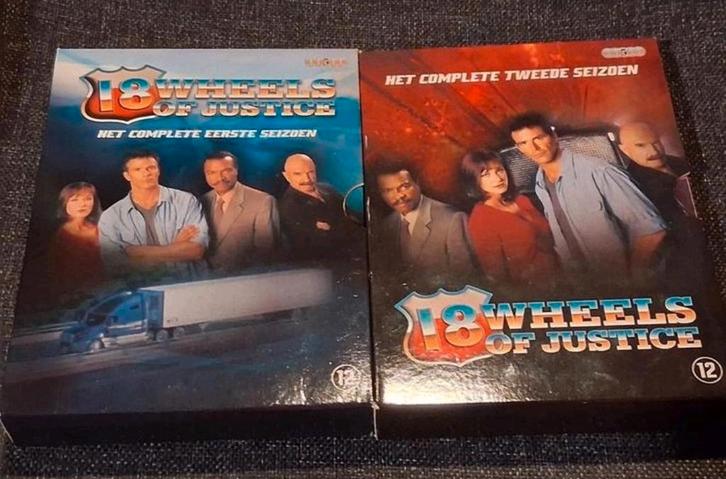 18 WHEELS
OF JUSTICE
HET COMPLETE EERSTE SEIZOEN
12
HET COMPLETE TWEEDE SEIZOEN
18 WHEELS
OF JUSTICE
12